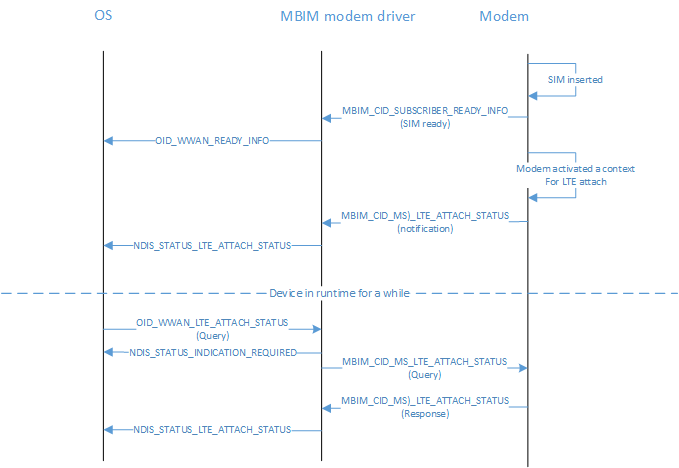 OS
MBIM modem driver
Modem
SIM inserted
MBIM_CID_SUBSCRIBER_READY_INFO
(SIM ready)
OID_WWAN_READY_INFO
Modem activated a context
For LTE attach
MBIM_CID_MS)_LTE_ATTACH_STATUS
(notification)
NDIS_STATUS_LTE_ATTACH_STATUS
Device in runtime for a while
OID_WWAN_LTE_ATTACH_STATUS
(Query)
NDIS_STATUS_INDICATION_REQUIRED
MBIM_CID_MS_LTE_ATTACH_STATUS
(Query)
MBIM_CID_MS)_LTE_ATTACH_STATUS
(Response)
NDIS_STATUS_LTE_ATTACH_STATUS